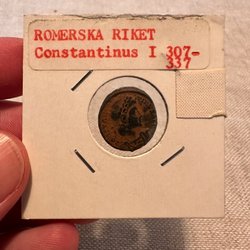 ROMERSKA RIKET
Constantinus I 307-
337